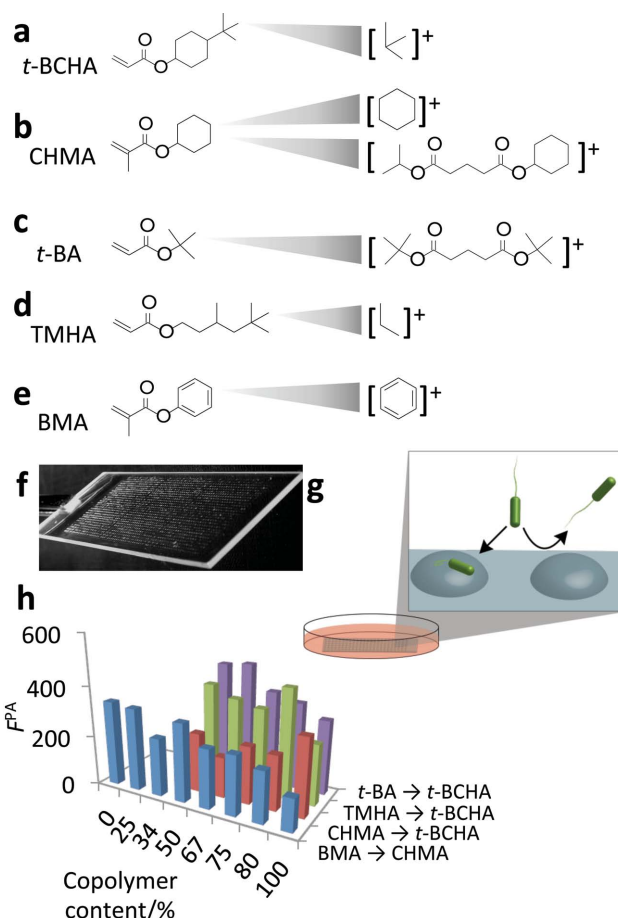 a
t-BCHA
O
O
[ ]+
b
CHMA
O
O
[ ]+
[ O O O O ]+
c
t-BA
O
O
[ O O O O ]+
d
TMHA
O
O
[ ]+
e
BMA
O
O
[ ]+
f
g
h
600
400
200
0
FPA
0
25
34
50
67
75
80
100
Copolymer
content/%
t-BA → t-BCHA
TMHA → t-BCHA
CHMA → t-BCHA
BMA → CHMA